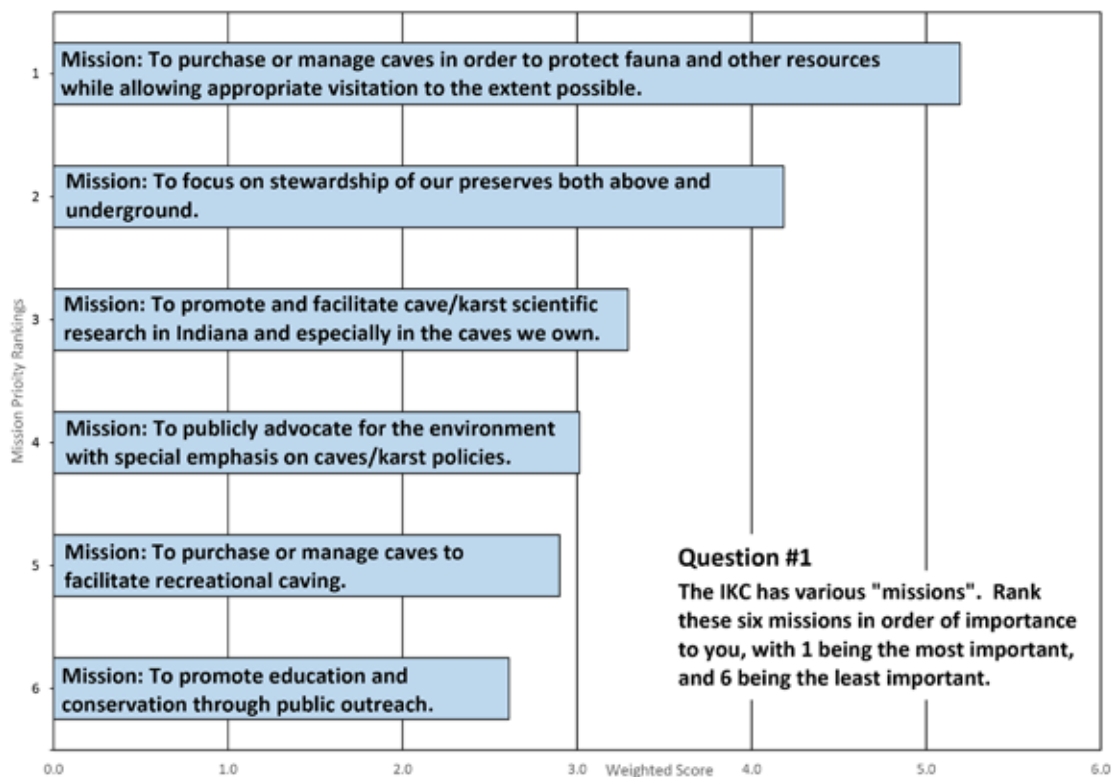 Mission: To purchase or manage caves in order to protect fauna and other resources
while allowing appropriate visitation to the extent possible.
Mission: To focus on stewardship of our preserves both above and
underground.
Mission: To promote and facilitate cave/karst scientific
research in Indiana and especially in the caves we own.
Mission: To publicly advocate for the environment
with special emphasis on caves/karst policies.
Mission: To purchase or manage caves to
facilitate recreational caving.
Mission: To promote education and
conservation through public outreach.
Question #1
The IKC has various "missions". Rank
these six missions in order of importance
to you, with 1 being the most important,
and 6 being the least important.
Mission Prioity Rankings
1
2
3
4
5
6
0.0 1.0 2.0 3.0 Weighted Score 4.0 5.0 6.0